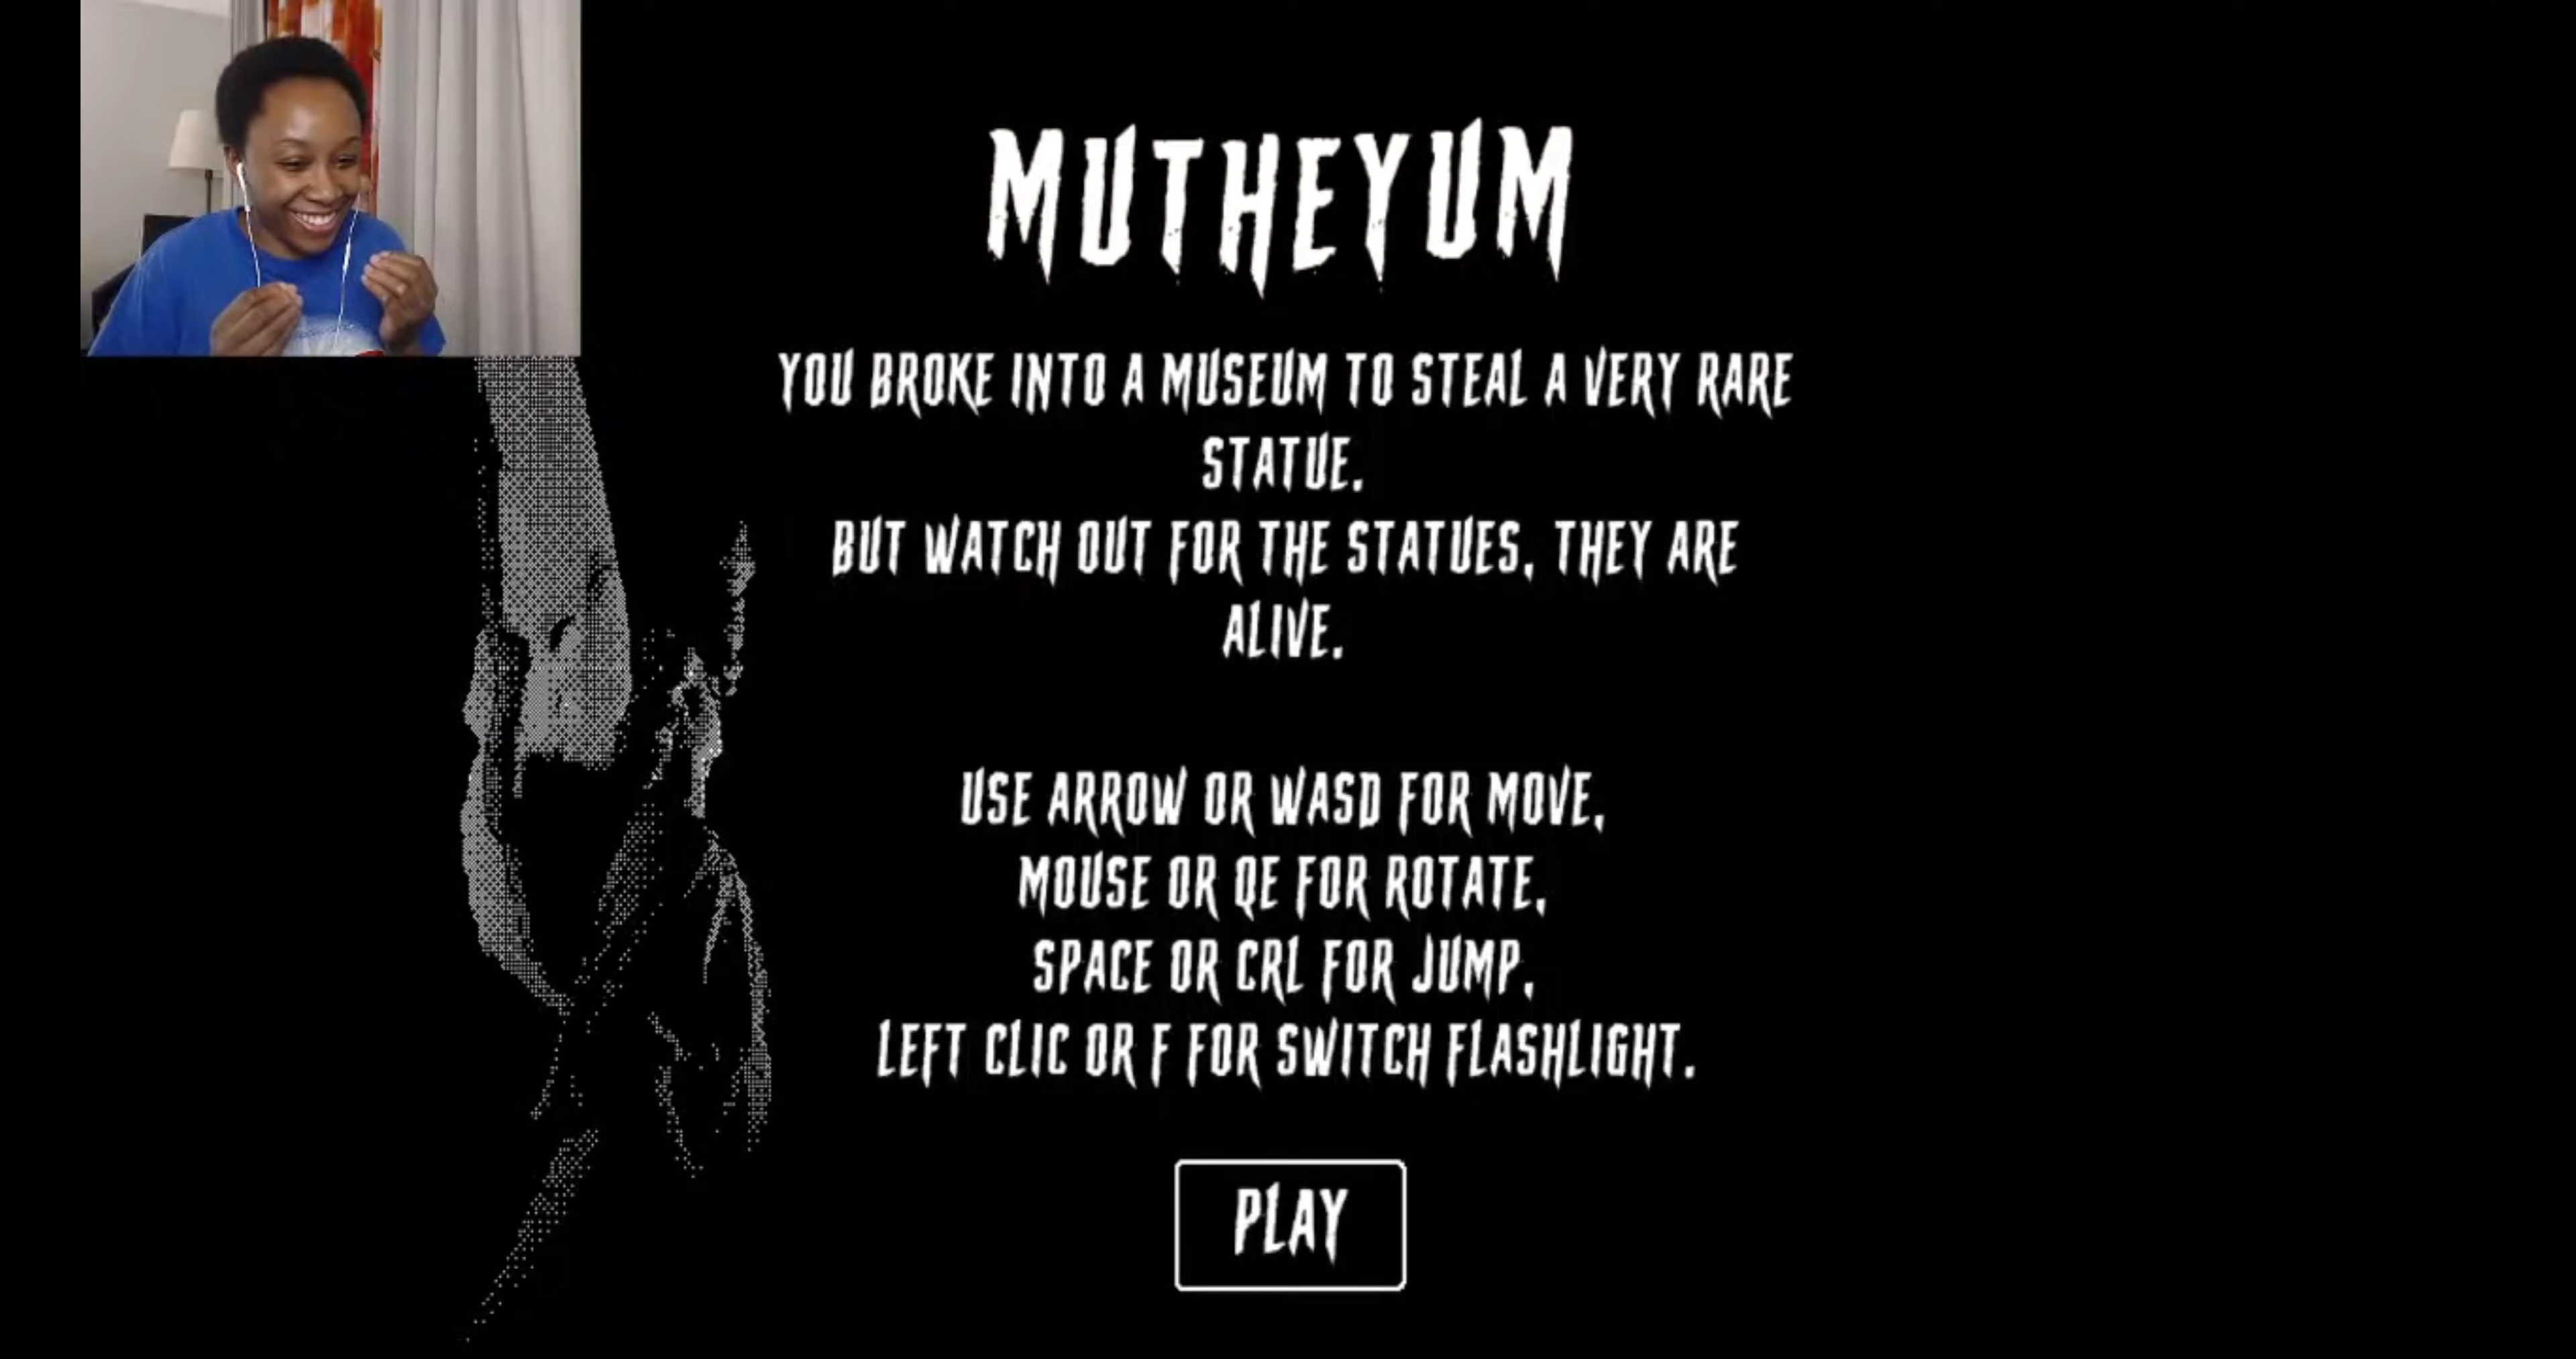 MUTHEYUM
YOU BROKE INTO A MUSEUM TO STEAL A VERY RARE
STATUE.
BUT WATCH OUT FOR THE STATUES, THEY ARE
ALIVE.
USE ARROW OR WASD FOR MOVE,
MOUSE OR QE FOR ROTATE,
SPACE OR CRL FOR JUMP,
LEFT CLIC OR F FOR SWITCH FLASHLIGHT.
PLAY